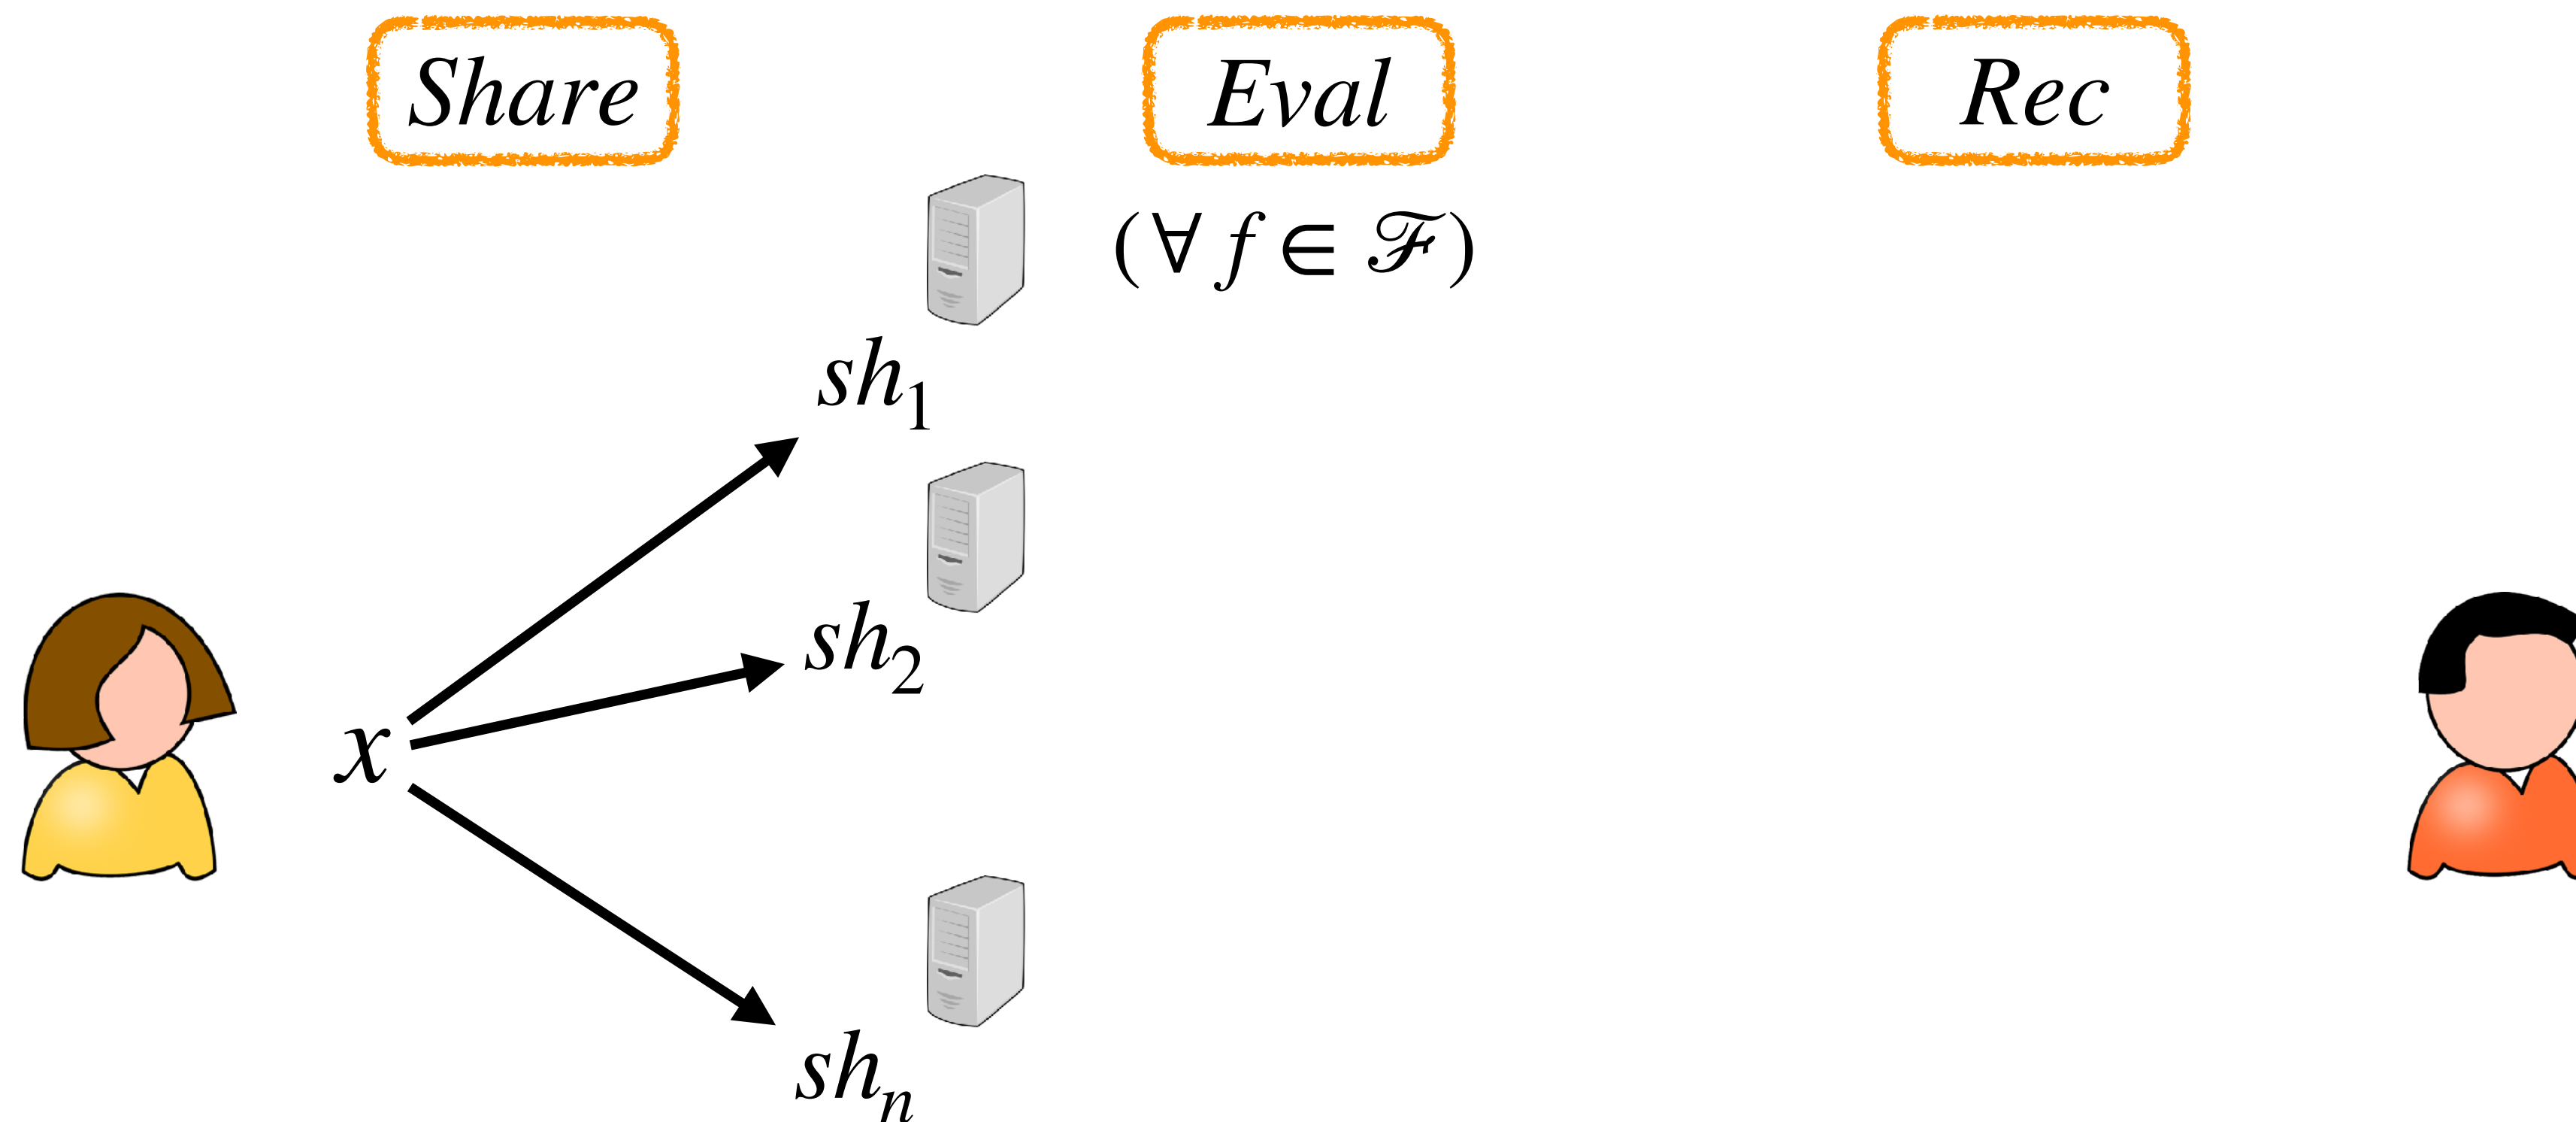 Share
Eval
Rec
(∀ f ∈ ℱ)
sh₁
sh₂
x
shₙ